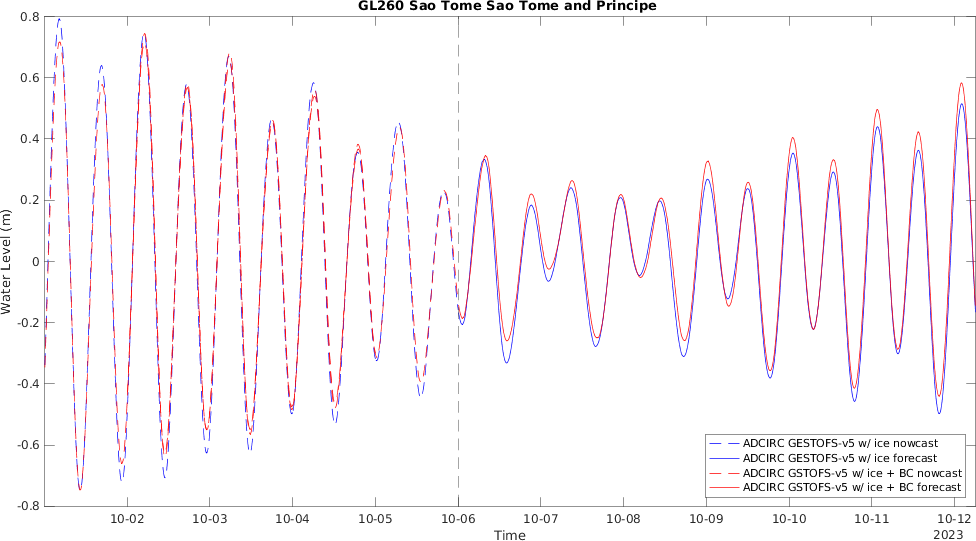 GL260 Sao Tome Sao Tome and Principe
0.8
0.6
0.4
0.2
0
-0.2
-0.4
-0.6
-0.8
Water Level (m)
ADCIRC GESTOFS-v5 w/ ice nowcast
ADCIRC GESTOFS-v5 w/ ice forecast
ADCIRC GSTOFS-v5 w/ ice + BC nowcast
ADCIRC GSTOFS-v5 w/ ice + BC forecast
10-02 10-03 10-04 10-05 10-06 10-07 10-08 10-09 10-10 10-11 10-12
2023
Time